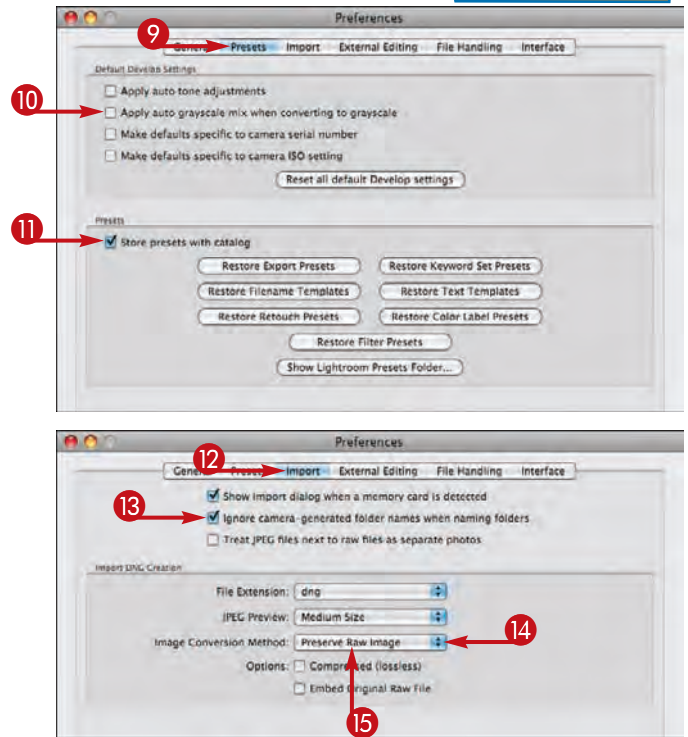 Preferences
9
General Presets Import External Editing File Handling Interface
Default Develop Settings
Apply auto tone adjustments
10
Apply auto grayscale mix when converting to grayscale
Make defaults specific to camera serial number
Make defaults specific to camera ISO setting
Reset all default Develop settings
Presets
11
Store presets with catalog
Restore Export Presets Restore Keyword Set Presets
Restore Filename Templates Restore Text Templates
Restore Retouch Presets Restore Color Label Presets
Restore Filter Presets
Show Lightroom Presets Folder...
Preferences
12
General Presets Import External Editing File Handling Interface
Show import dialog when a memory card is detected
13
Ignore camera-generated folder names when naming folders
Treat JPEG files next to raw files as separate photos
Import DNG Creation
File Extension: dng
JPEG Preview: Medium Size
14
Image Conversion Method: Preserve Raw Image
Options: Compressed (lossless)
Embed Original Raw File
15